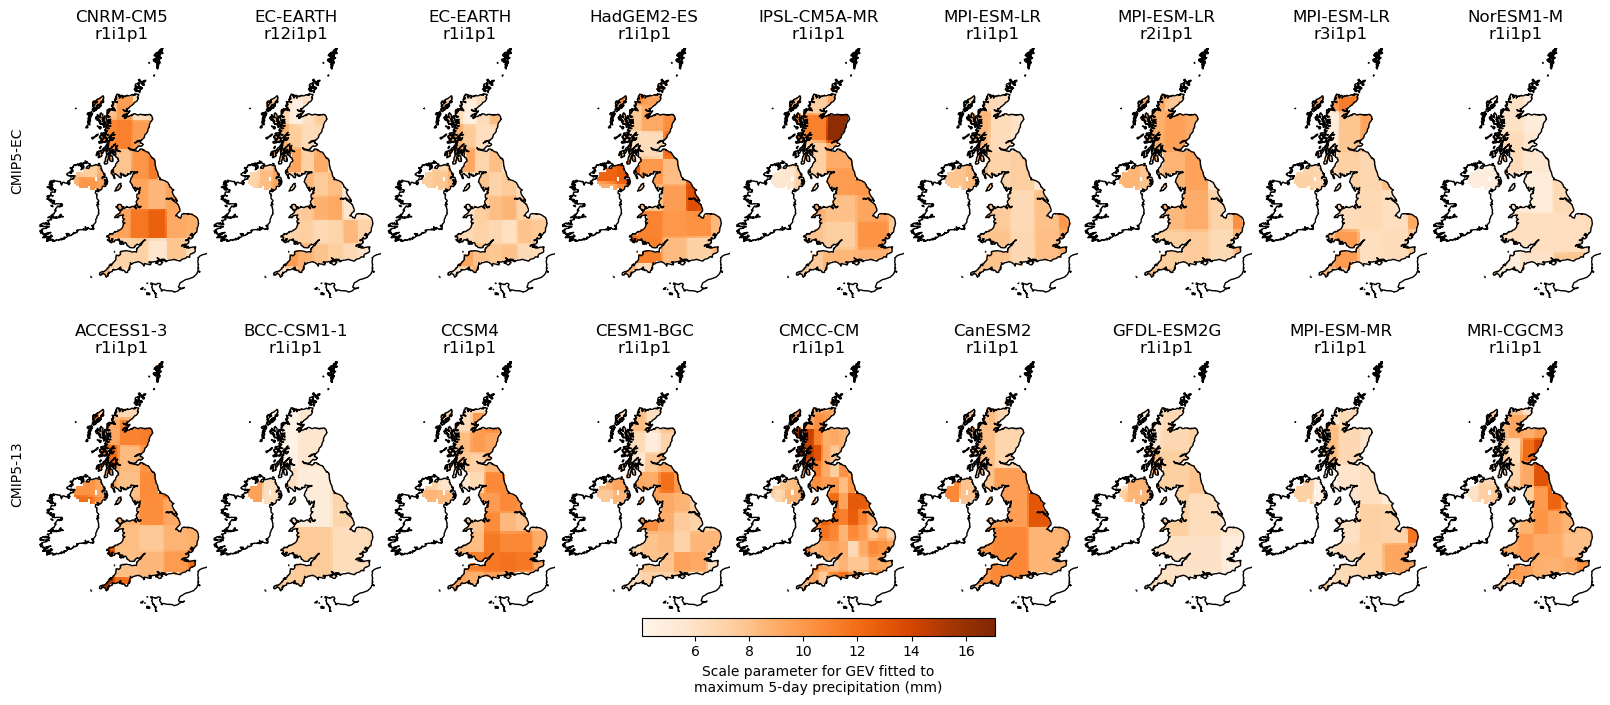 CNRM-CM5 EC-EARTH EC-EARTH HadGEM2-ES IPSL-CM5A-MR MPI-ESM-LR MPI-ESM-LR MPI-ESM-LR NorESM1-M
r1i1p1 r12i1p1 r1i1p1 r1i1p1 r1i1p1 r1i1p1 r2i1p1 r3i1p1 r1i1p1
CMIP5-EC
ACCESS1-3 BCC-CSM1-1 CCSM4 CESM1-BGC CMCC-CM CanESM2 GFDL-ESM2G MPI-ESM-MR MRI-CGCM3
r1i1p1 r1i1p1 r1i1p1 r1i1p1 r1i1p1 r1i1p1 r1i1p1 r1i1p1 r1i1p1
CMIP5-13
6 8 10 12 14 16
Scale parameter for GEV fitted to
maximum 5-day precipitation (mm)